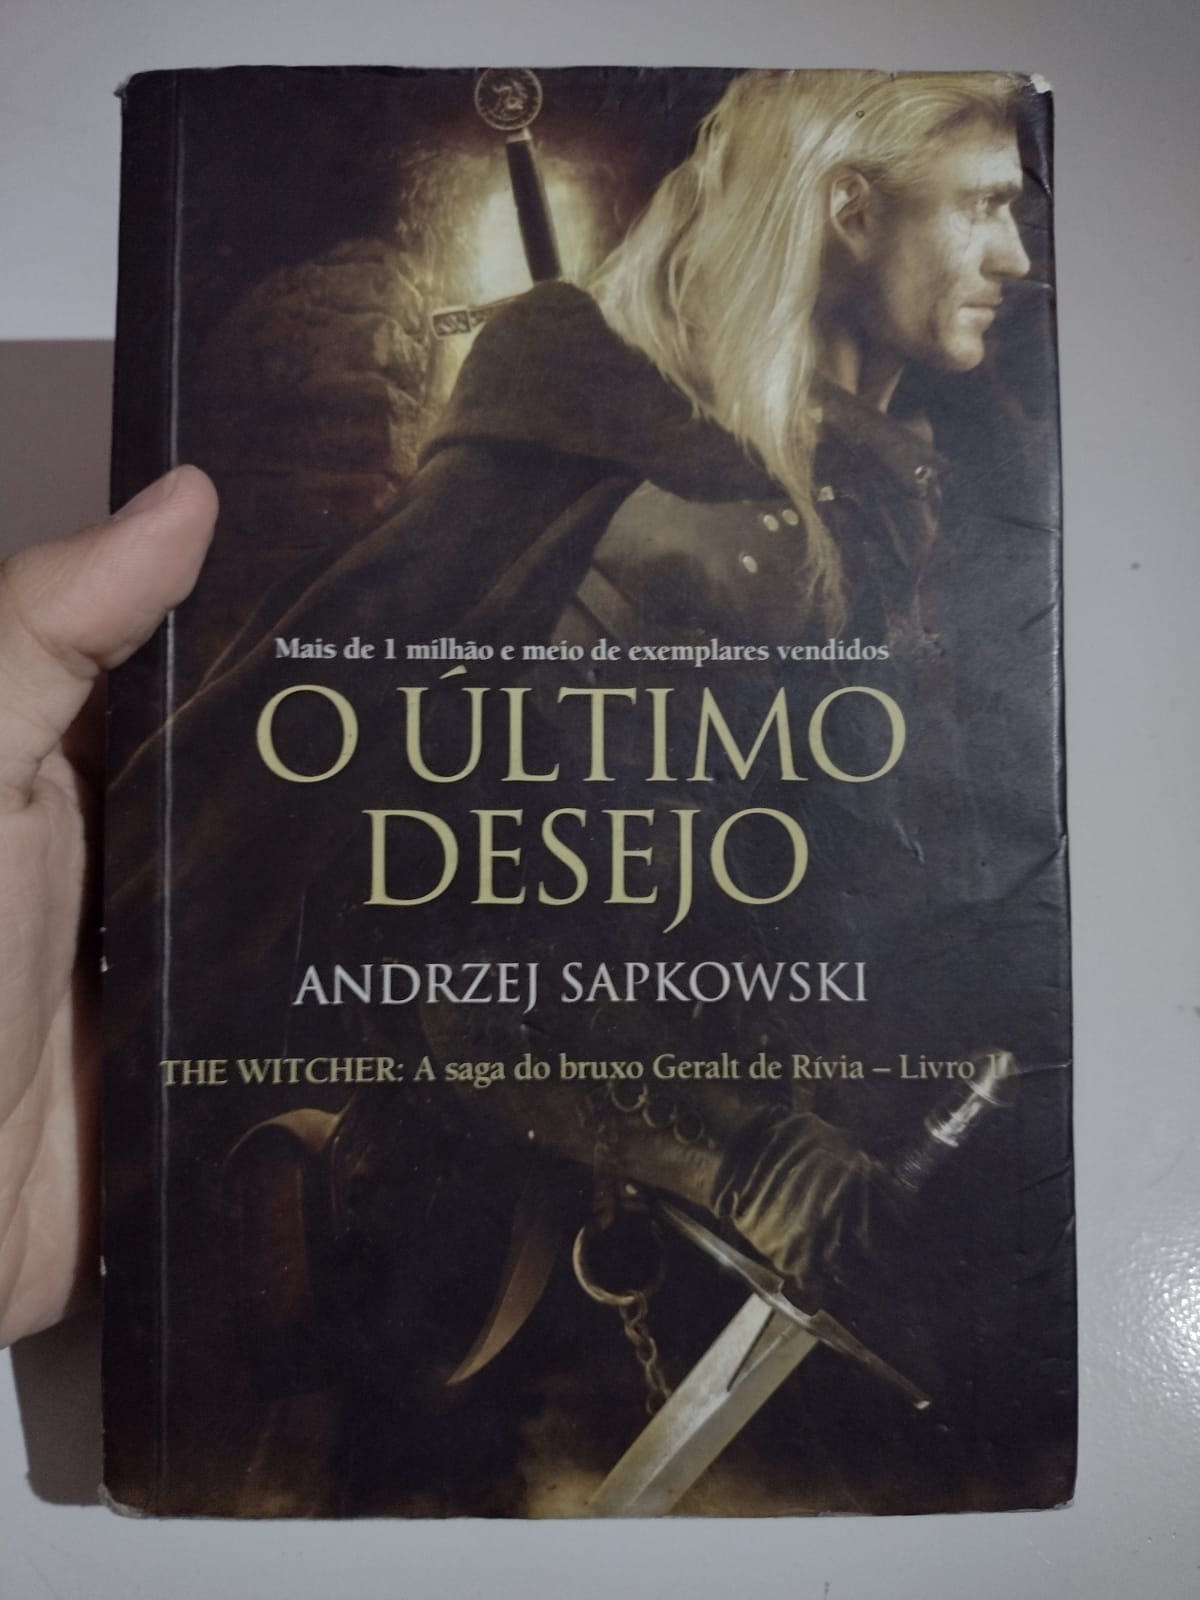 Mais de 1 milhão e meio de exemplares vendidos
O ÚLTIMO
DESEJO
ANDRZEJ SAPKOWSKI
THE WITCHER: A saga do bruxo Geralt de Rívia – Livro 1